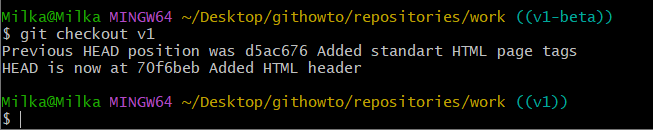 Milka@Milka MINGW64 ~/Desktop/githowto/repositories/work ((v1-beta))
$ git checkout v1
Previous HEAD position was d5ac676 Added standart HTML page tags
HEAD is now at 70f6beb Added HTML header
Milka@Milka MINGW64 ~/Desktop/githowto/repositories/work ((v1))
$